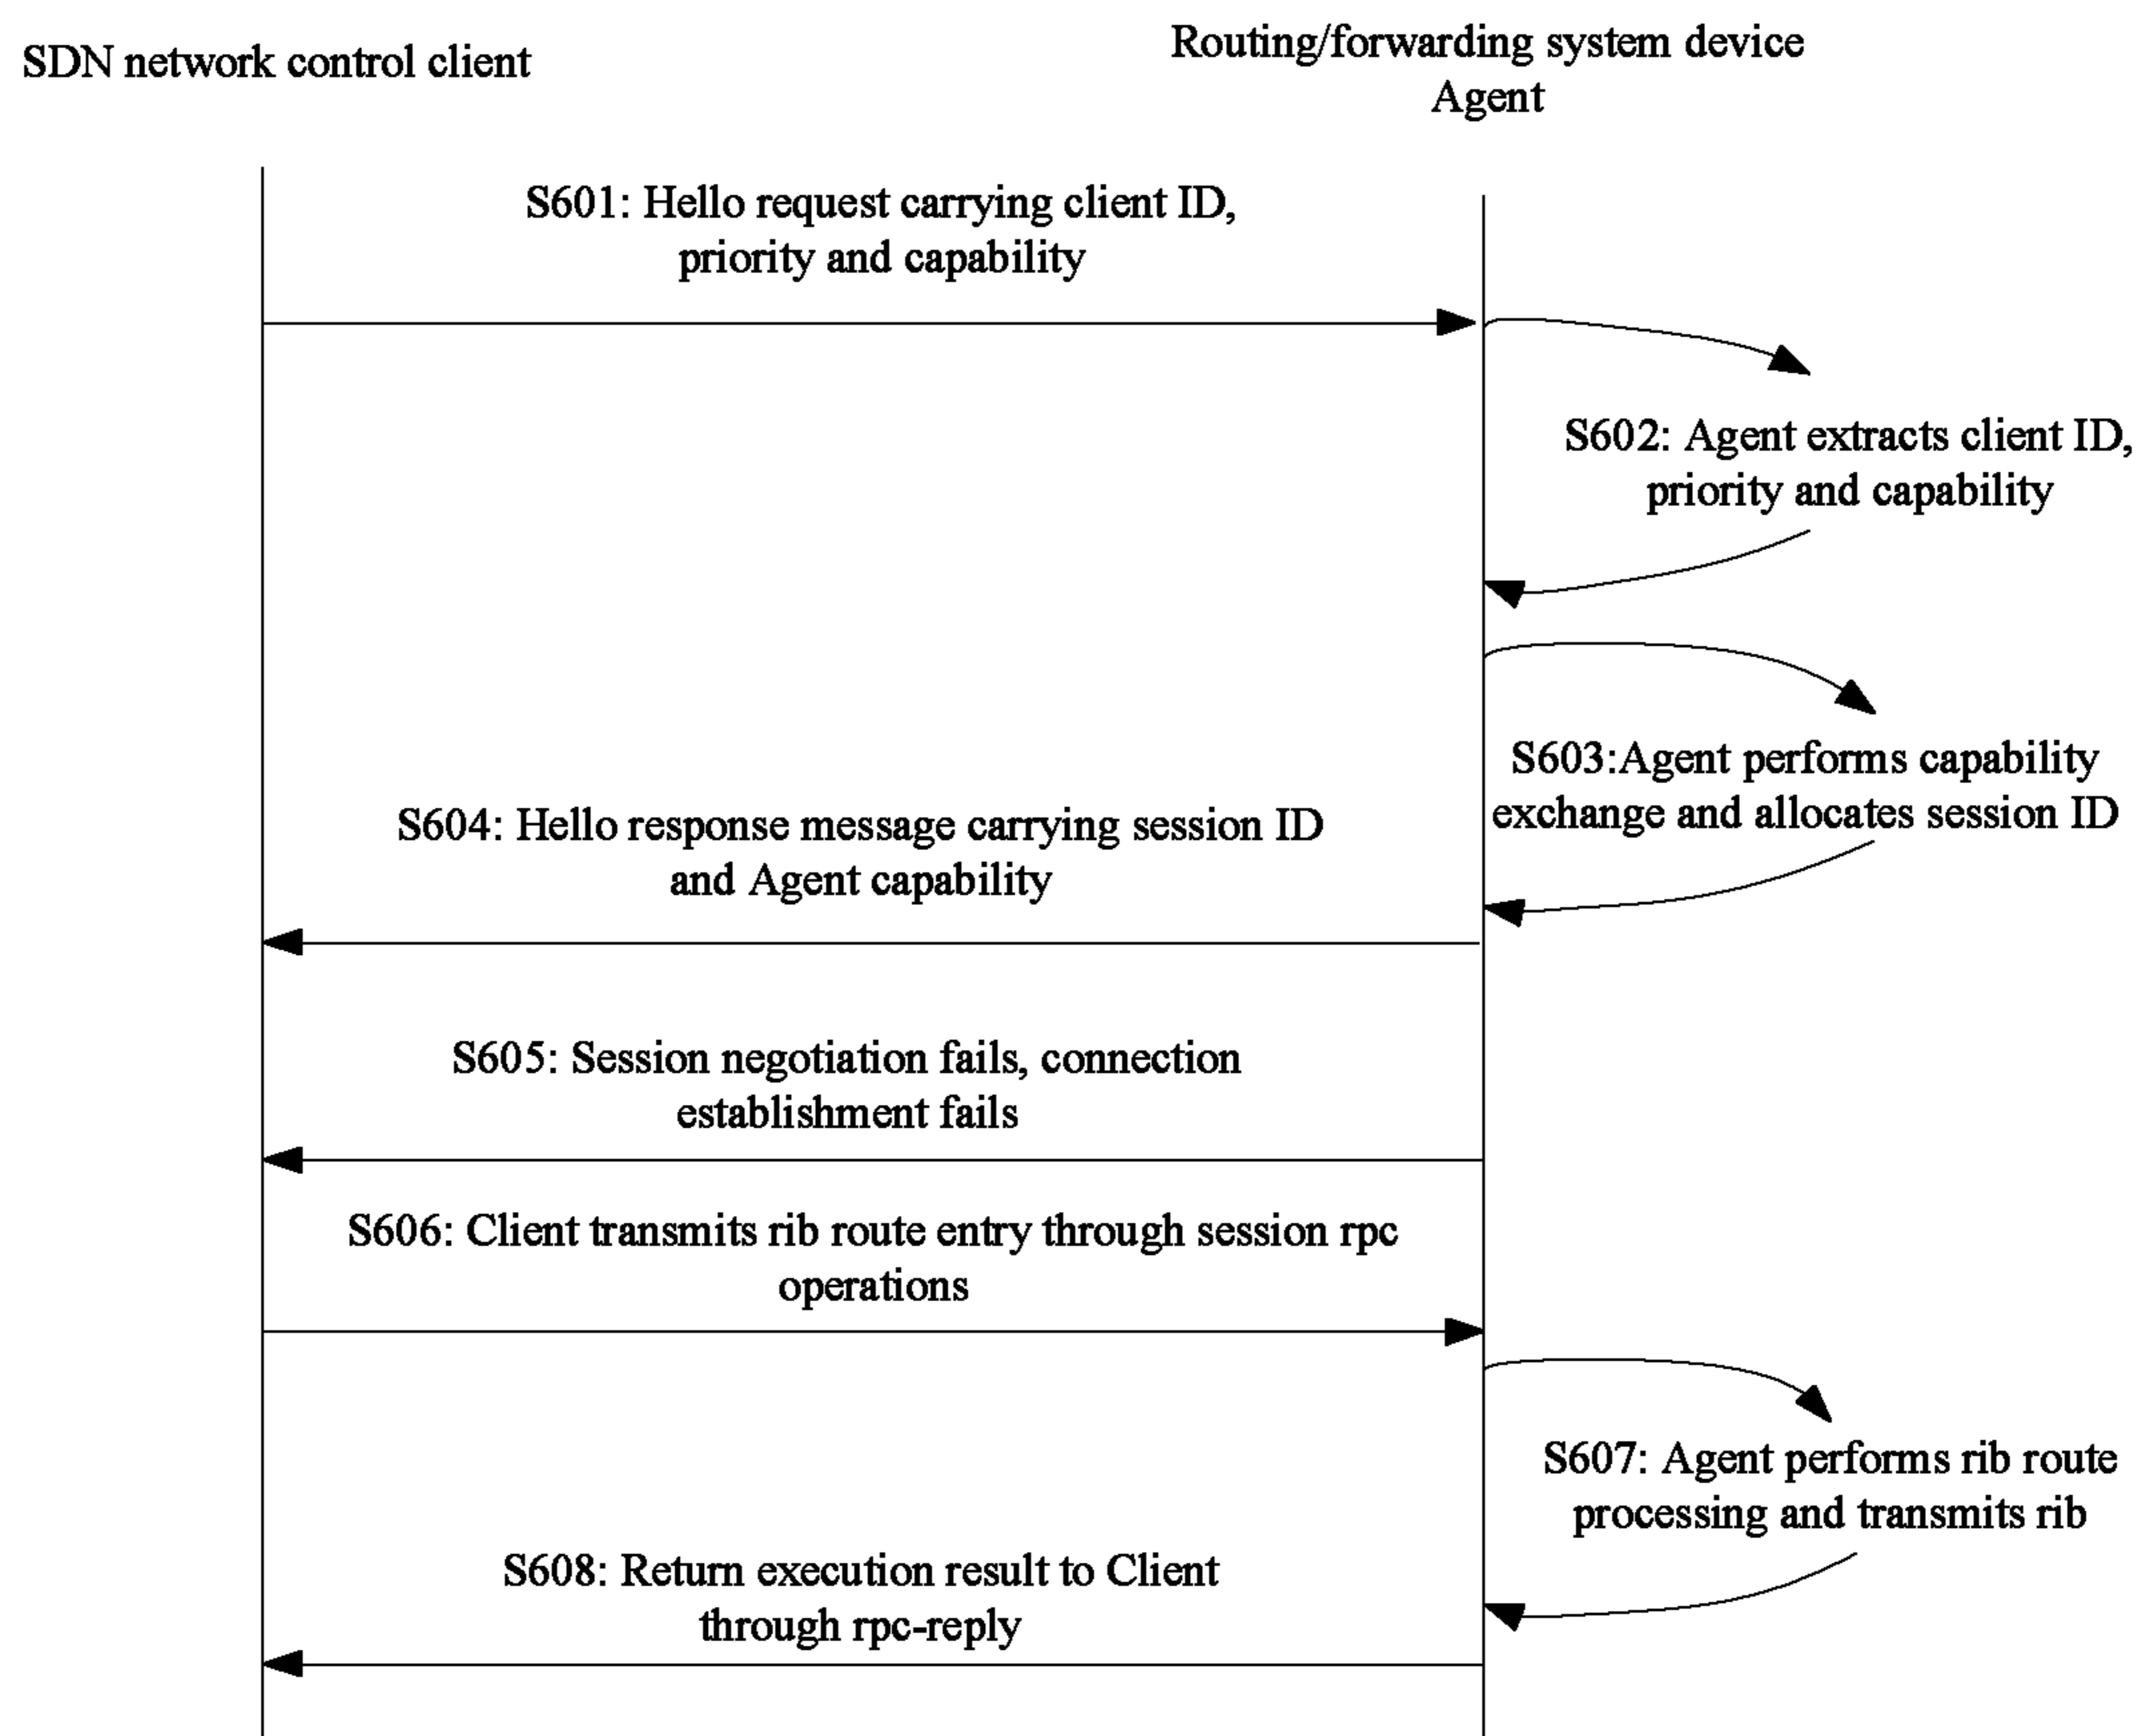 SDN network control client
Routing/forwarding system device
Agent
S601: Hello request carrying client ID,
priority and capability
S602: Agent extracts client ID,
priority and capability
S603:Agent performs capability
exchange and allocates session ID
S604: Hello response message carrying session ID
and Agent capability
S605: Session negotiation fails, connection
establishment fails
S606: Client transmits rib route entry through session rpc
operations
S607: Agent performs rib route
processing and transmits rib
S608: Return execution result to Client
through rpc-reply